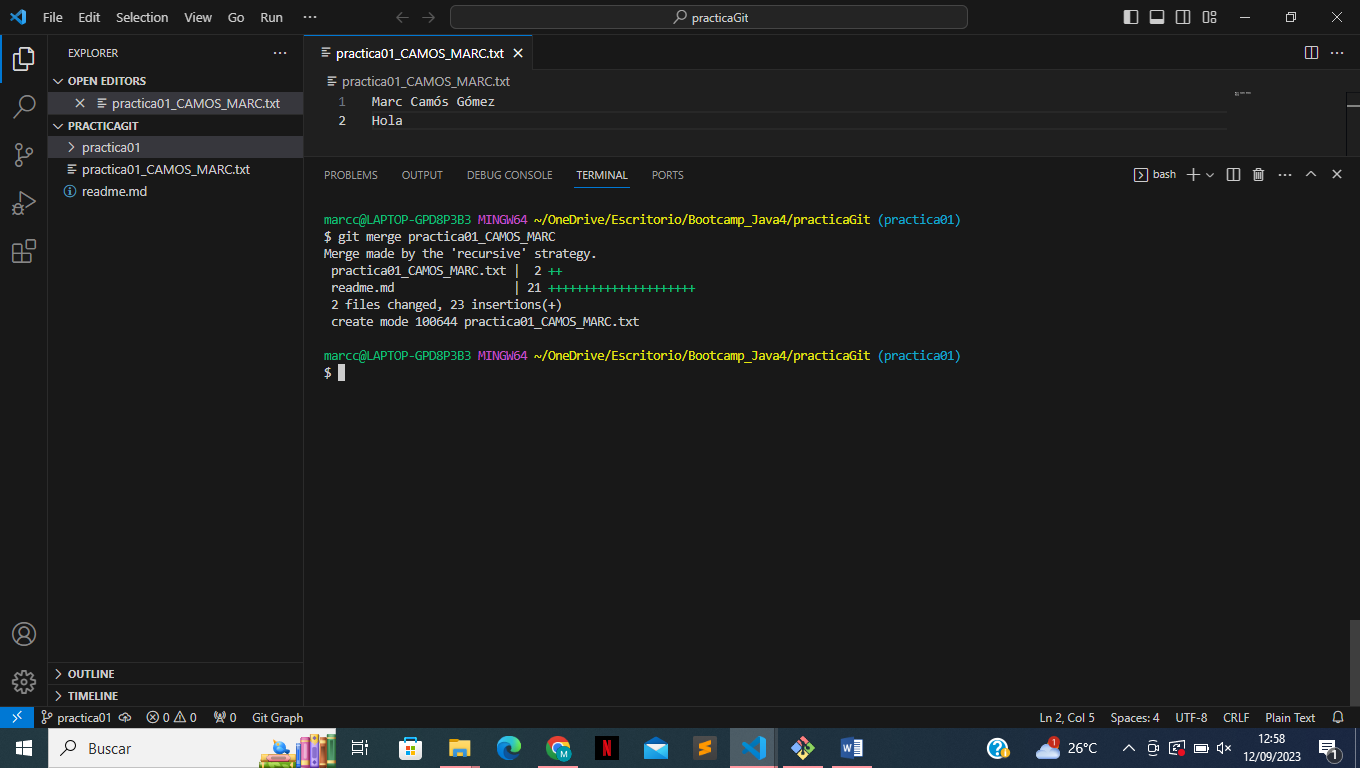 File Edit Selection View Go Run ···
practicaGit
EXPLORER
OPEN EDITORS
practica01_CAMOS_MARC.txt
PRACTICAGIT
practica01
practica01_CAMOS_MARC.txt
readme.md
OUTLINE
TIMELINE
practica01_CAMOS_MARC.txt
practica01_CAMOS_MARC.txt
1 Marc Camós Gómez
2 Hola
PROBLEMS OUTPUT DEBUG CONSOLE TERMINAL PORTS
bash
marcc@LAPTOP-GPD8P3B3 MINGW64 ~/OneDrive/Escritorio/Bootcamp_Java4/practicaGit (practica01)
$ git merge practica01_CAMOS_MARC
Merge made by the 'recursive' strategy.
practica01_CAMOS_MARC.txt | 2 ++
readme.md | 21 +++++++++++++++++++++
2 files changed, 23 insertions(+)
create mode 100644 practica01_CAMOS_MARC.txt
marcc@LAPTOP-GPD8P3B3 MINGW64 ~/OneDrive/Escritorio/Bootcamp_Java4/practicaGit (practica01)
$
practica01 0 0 0 Git Graph
Ln 2, Col 5 Spaces: 4 UTF-8 CRLF Plain Text
Buscar
1 26°C
12:58
12/09/2023
1